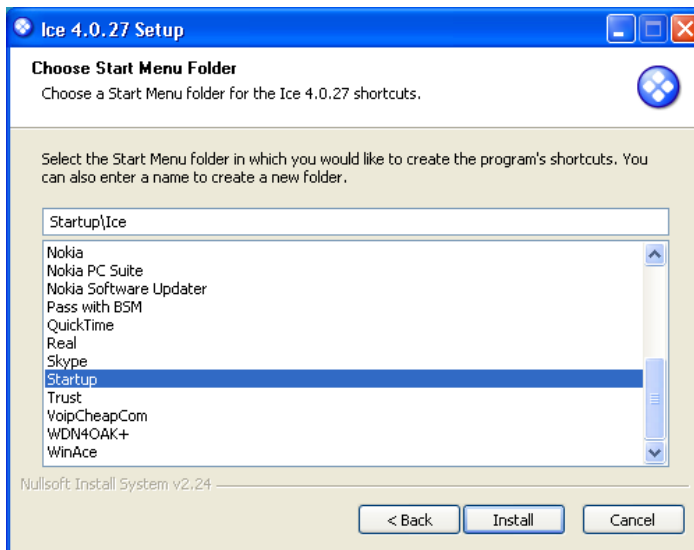 Ice 4.0.27 Setup
Choose Start Menu Folder
Choose a Start Menu folder for the Ice 4.0.27 shortcuts.
Select the Start Menu folder in which you would like to create the program's shortcuts. You
can also enter a name to create a new folder.
Startup\Ice
Nokia
Nokia PC Suite
Nokia Software Updater
Pass with BSM
QuickTime
Real
Skype
Startup
Trust
VoipCheapCom
WDN4OAK+
WinAce
Nullsoft Install System v2.24
< Back Install Cancel